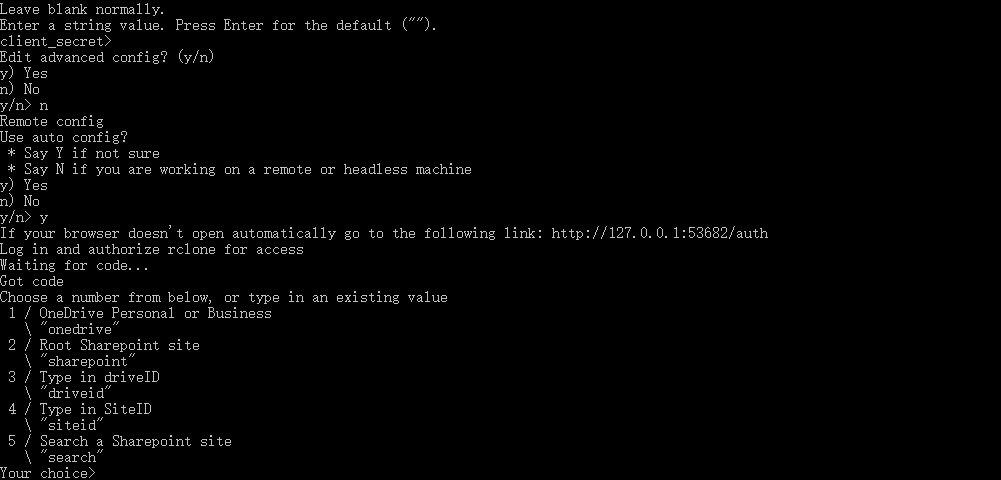 Leave blank normally.
Enter a string value. Press Enter for the default ("").
client_secret>
Edit advanced config? (y/n)
y) Yes
n) No
y/n> n
Remote config
Use auto config?
 * Say Y if not sure
 * Say N if you are working on a remote or headless machine
y) Yes
n) No
y/n> y
If your browser doesn't open automatically go to the following link: http://127.0.0.1:53682/auth
Log in and authorize rclone for access
Waiting for code...
Got code
Choose a number from below, or type in an existing value
 1 / OneDrive Personal or Business
   \ "onedrive"
 2 / Root Sharepoint site
   \ "sharepoint"
 3 / Type in driveID
   \ "driveid"
 4 / Type in SiteID
   \ "siteid"
 5 / Search a Sharepoint site
   \ "search"
Your choice>